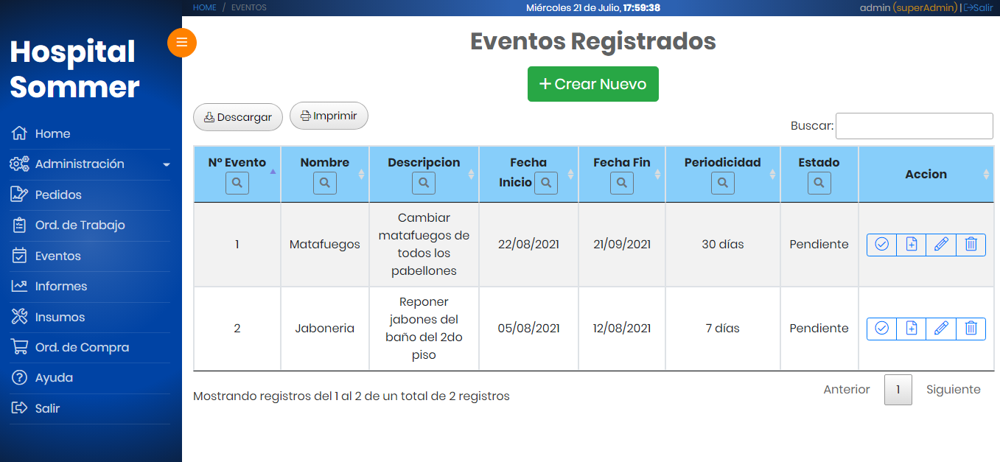 HOME / EVENTOS
Miércoles 21 de Julio, 17:59:38
admin (superAdmin) | Salir
Hospital
Sommer
Home
Administración
Pedidos
Ord. de Trabajo
Eventos
Informes
Insumos
Ord. de Compra
Ayuda
Salir
Eventos Registrados
+ Crear Nuevo
Descargar
Imprimir
Buscar:
N° Evento Nombre Descripcion Fecha Inicio Fecha Fin Periodicidad Estado Accion
1 Matafuegos Cambiar matafuegos de todos los pabellones 22/08/2021 21/09/2021 30 días Pendiente
2 Jaboneria Reponer jabones del baño del 2do piso 05/08/2021 12/08/2021 7 días Pendiente
Mostrando registros del 1 al 2 de un total de 2 registros
Anterior 1 Siguiente